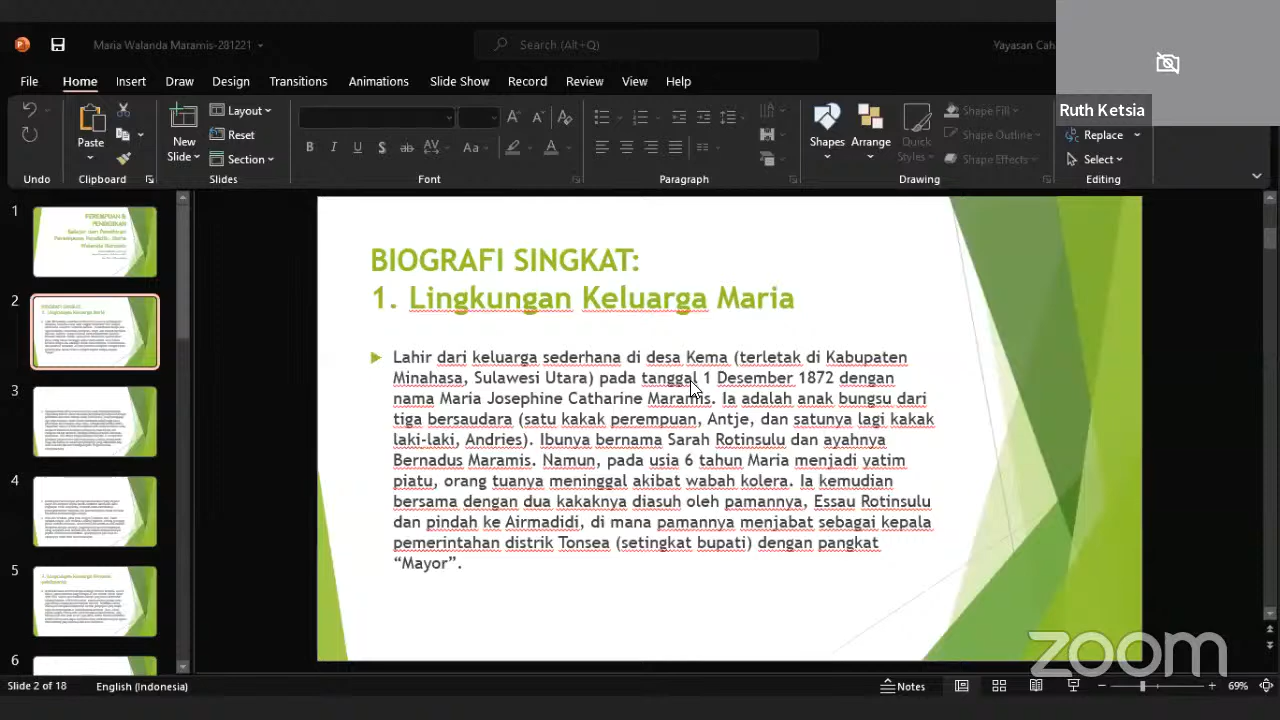 Maria Walanda Maramis-281221
Search (Alt+Q)
Yayasan Cah
File Home Insert Draw Design Transitions Animations Slide Show Record Review View Help
Ruth Ketsia
Paste
New
Slide
Layout
Reset
Section
Shapes
Arrange
Quick
Styles
Shape Fill
Shape Outline
Shape Effects
Replace
Select
Undo
Clipboard
Slides
Font
Paragraph
Drawing
Editing
1
2
3
4
5
6
BIOGRAFI SINGKAT:
1. Lingkungan Keluarga Maria
Lahir dari keluarga sederhana di desa Kema (terletak di Kabupaten
Minahasa, Sulawesi Utara) pada tanggal 1 Desember 1872 dengan
nama Maria Josephine Catharine Maramis. Ia adalah anak bungsu dari
tiga bersaudara (satu kakak perempuan, Antje, dan satunya lagi kakak
laki-laki, Andrias). Ibunya bernama Sarah Rotinsulu dan ayahnya
Bernadus Maramis. Namun, pada usia 6 tahun Maria menjadi yatim
piatu, orang tuanya meninggal akibat wabah kolera. Ia kemudian
bersama dengan kakaknya diasuh oleh pamannya, Essau Rotinsulu
dan pindah ke Airmadidi, di mana pamannya menjabat sebagai kepala
pemerintahan distrik Tonsea (setingkat bupati) dengan pangkat
“Mayor”.
zoom
Slide 2 of 18
English (Indonesia)
Notes
69%